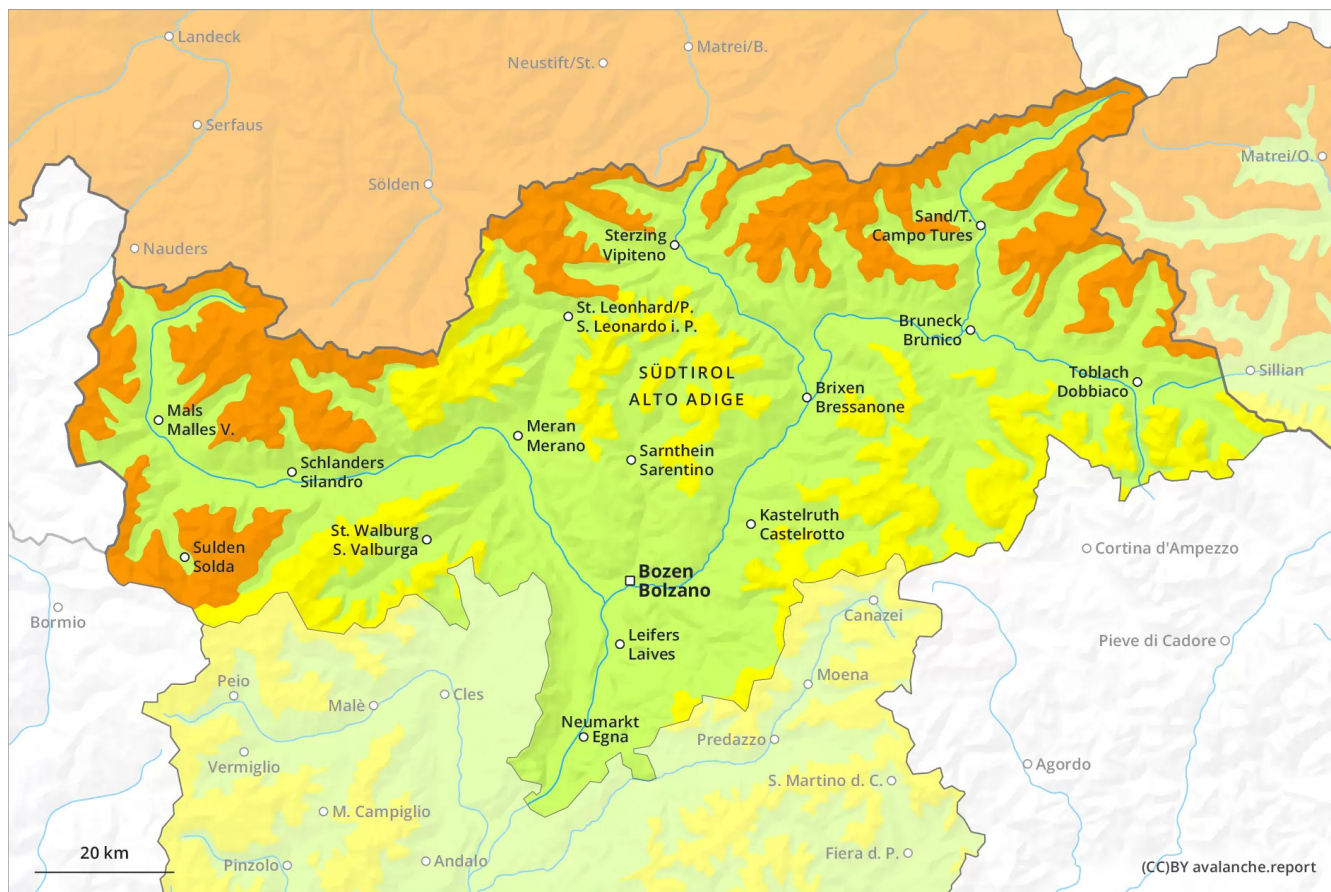 Landeck
Matrei/B.
Neustift/St.
Serfaus
Matrei/O.
Sölden
Sand/T.
Campo Tures
Sterzing
Vipiteno
Nauders
St. Leonhard/P.
S. Leonardo i. P.
Bruneck
Brunico
SÜDTIROL
ALTO ADIGE
Toblach
Dobbiaco
Sillian
Brixen
Bressanone
Mals
Malles V.
Meran
Merano
Sarnthein
Sarentino
Schlanders
Silandro
Kastelruth
Castelrotto
St. Walburg
S. Valburga
Sulden
Solda
Cortina d'Ampezzo
Bozen
Bolzano
Bormio
Canazei
Leifers
Laives
Pieve di Cadore
Peio
Moena
Cles
Malè
Neumarkt
Egna
Predazzo
Vermiglio
Agordo
S. Martino d. C.
M. Campiglio
20 km
Andalo
Fiera d. P.
Pinzolo
(CC)BY avalanche.report